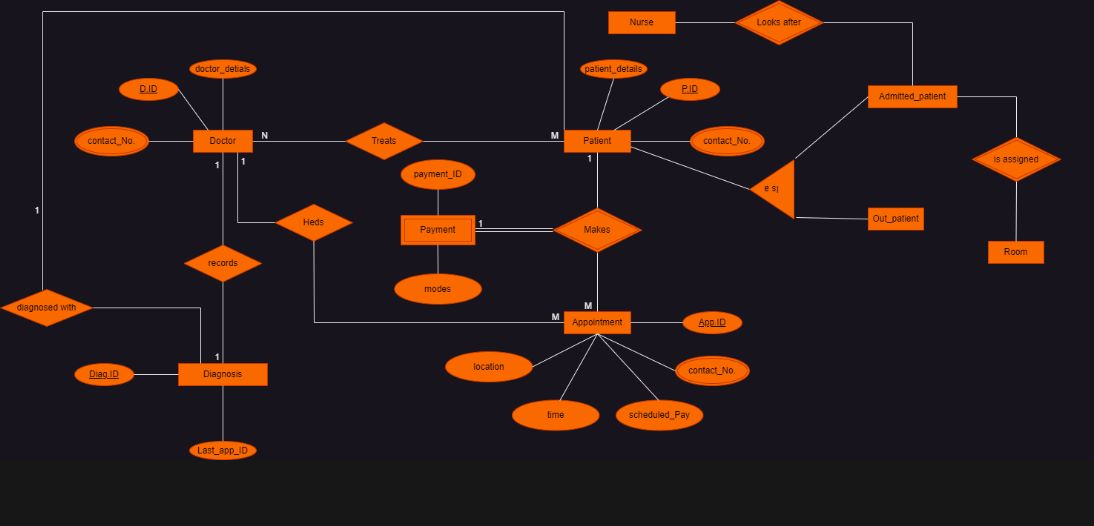 Nurse
Looks after
doctor_detials
patient_details
D.ID
P.ID
Admitted_patient
contact_No.
Doctor
N
Treats
M
Patient
contact_No.
1
1
1
is assigned
payment_ID
Is a
1
Heds
Payment
1
Makes
Out_patient
records
Room
modes
diagnosed with
M
M
Appointment
App.ID
1
location
contact_No.
Diag.ID
Diagnosis
time
scheduled_Pay
Last_app_ID